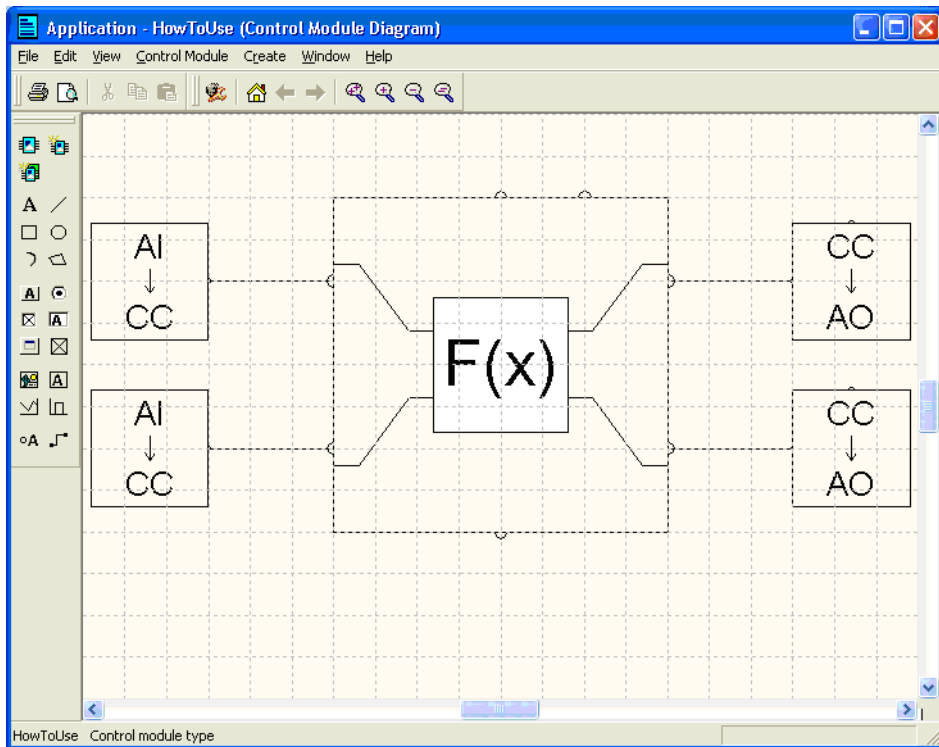 Application - HowToUse (Control Module Diagram)
File Edit View Control Module Create Window Help
A
A
A
A
A
AI
↓
CC
CC
↓
AO
F(x)
AI
↓
CC
CC
↓
AO
HowToUse Control module type